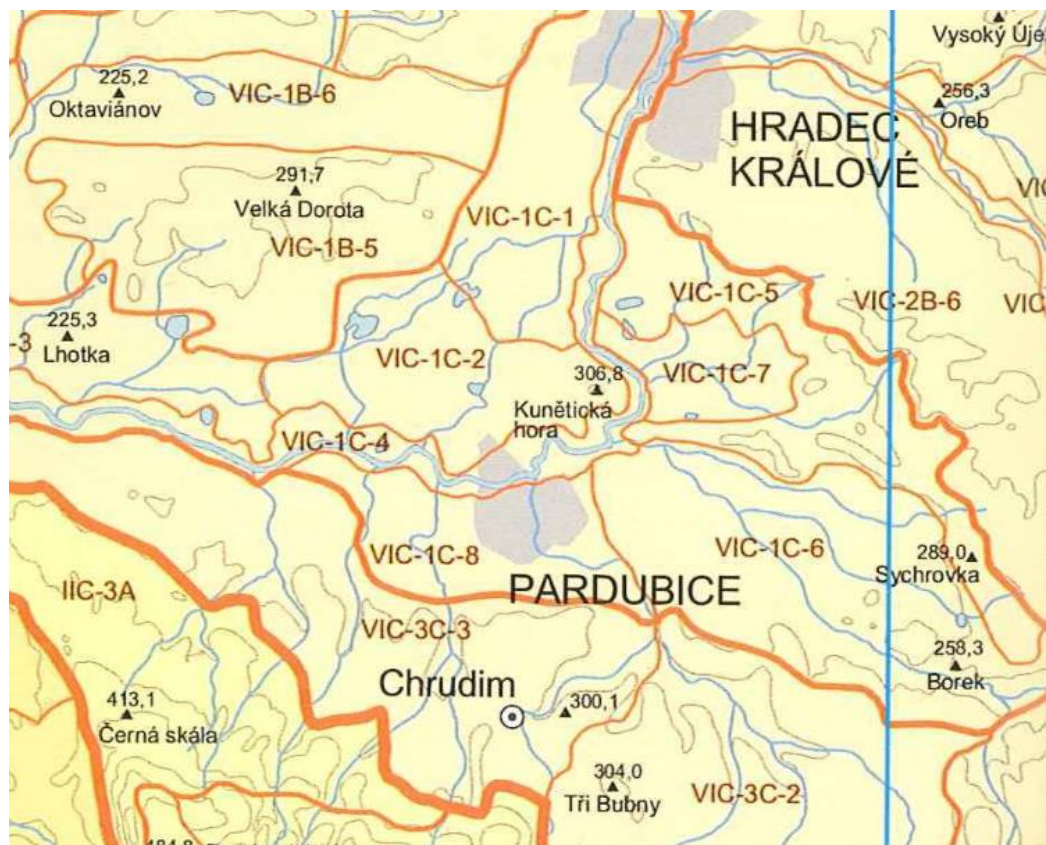 Vysoký Úje
225,2
Oktaviánov
VIC-1B-6
256,3
Oreb
HRADEC
KRÁLOVÉ
291,7
Velká Dorota
VIC-1C-1
VIC
VIC-1B-5
VIC-1C-5
VIC-2B-6
VIC
225,3
-3
Lhotka
VIC-1C-2
306,8
VIC-1C-7
Kunětická
hora
VIC-1C-4
VIC-1C-8
VIC-1C-6
289,0
Sychrovka
IIC-3A
PARDUBICE
VIC-3C-3
258,3
Borek
Chrudim
413,1
300,1
Černá skála
304,0
Tři Bubny
VIC-3C-2